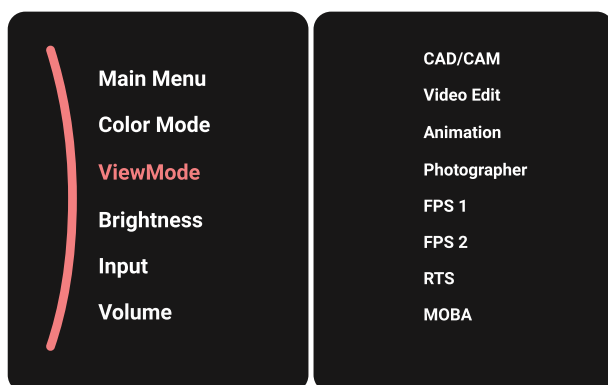 Main Menu
Color Mode
ViewMode
Brightness
Input
Volume
CAD/CAM
Video Edit
Animation
Photographer
FPS 1
FPS 2
RTS
MOBA